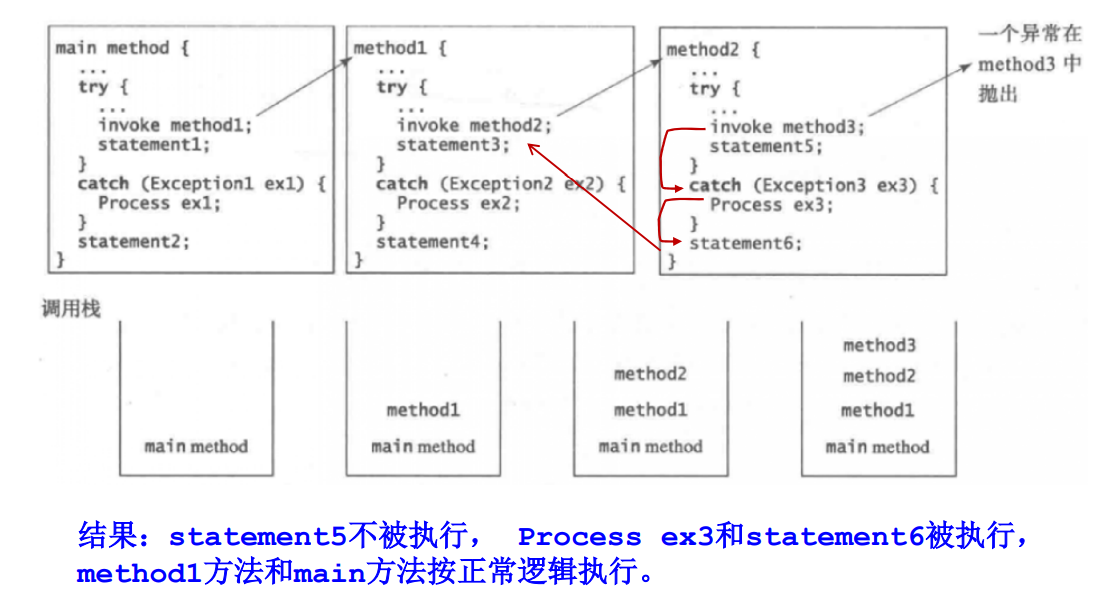 main method {
...
try {
...
invoke method1;
statement1;
}
catch (Exception1 ex1) {
Process ex1;
}
statement2;
}
method1 {
...
try {
...
invoke method2;
statement3;
}
catch (Exception2 ex2) {
Process ex2;
}
statement4;
}
method2 {
...
try {
...
invoke method3;
statement5;
}
catch (Exception3 ex3) {
Process ex3;
}
statement6;
}
一个异常在
method3 中
抛出
调用栈
main method
method1
main method
method2
method1
main method
method3
method2
method1
main method
结果：statement5不被执行， Process ex3和statement6被执行，
method1方法和main方法按正常逻辑执行。